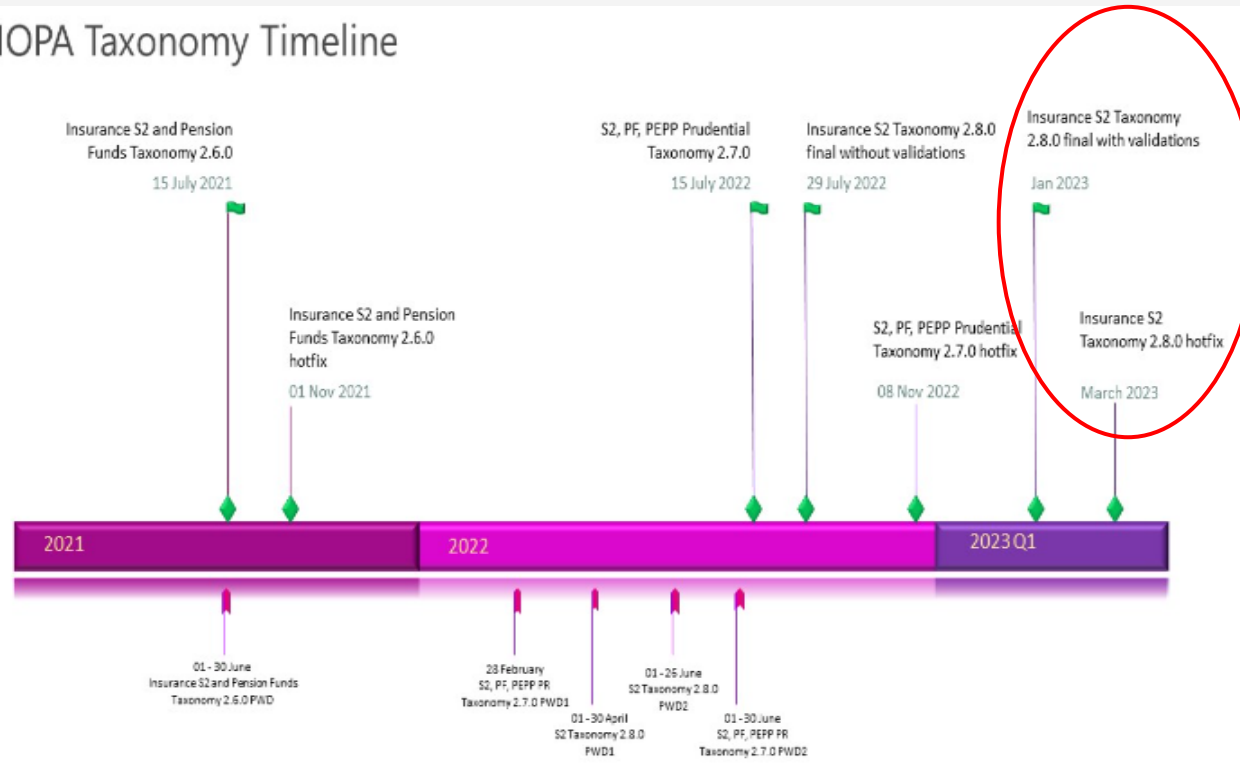 IOPA Taxonomy Timeline
Insurance S2 and Pension
Funds Taxonomy 2.6.0
15 July 2021
S2, PF, PEPP Prudential
Taxonomy 2.7.0
15 July 2022
Insurance S2 Taxonomy 2.8.0
final without validations
29 July 2022
Insurance S2 Taxonomy
2.8.0 final with validations
Jan 2023
Insurance S2 and Pension
Funds Taxonomy 2.6.0
hotfix
01 Nov 2021
S2, PF, PEPP Prudential
Taxonomy 2.7.0 hotfix
08 Nov 2022
Insurance S2
Taxonomy 2.8.0 hotfix
March 2023
2021
2022
2023 Q1
01 - 30 June
Insurance S2 and Pension Funds
Taxonomy 2.6.0 PWD
28 February
S2, PF, PEPP PR
Taxonomy 2.7.0 PWD1
01 - 30 April
S2 Taxonomy 2.8.0
PWD1
01 - 26 June
S2 Taxonomy 2.8.0
PWD2
01 - 30 June
S2, PF, PEPP PR
Taxonomy 2.7.0 PWD2